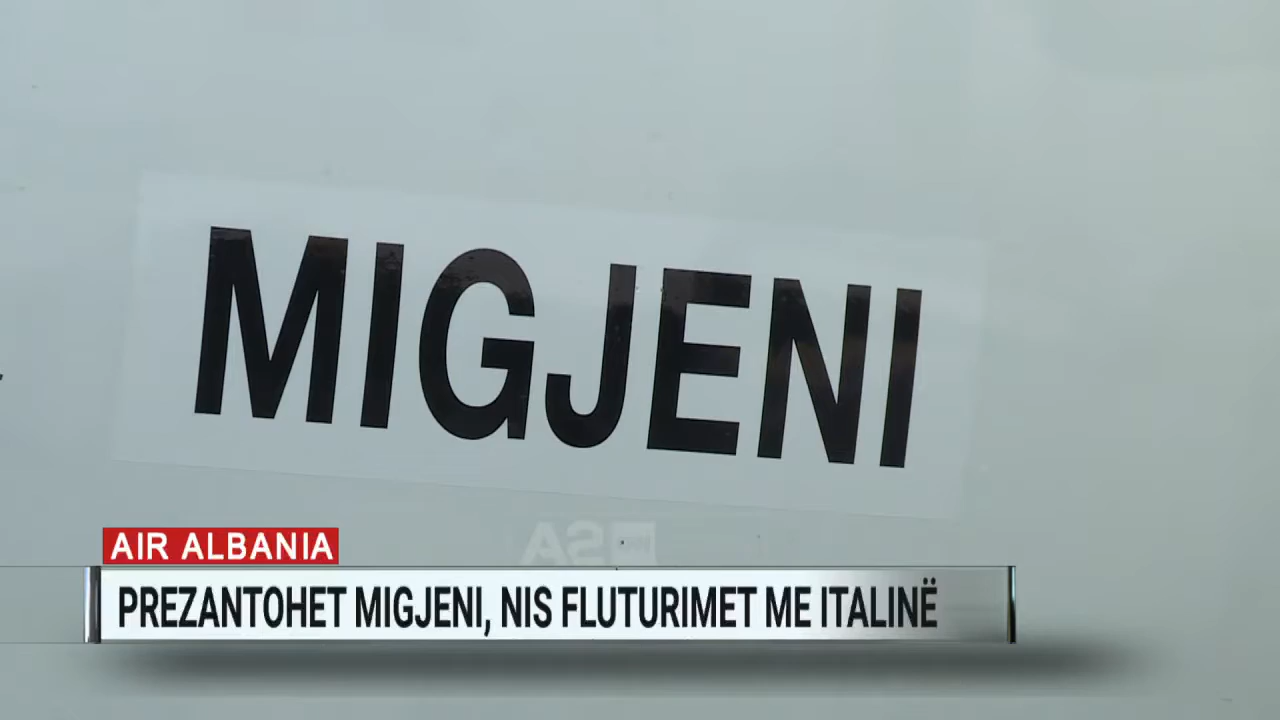 MIGJENI
AIR ALBANIA
PREZANTOHET MIGJENI, NIS FLUTURIMET ME ITALINË